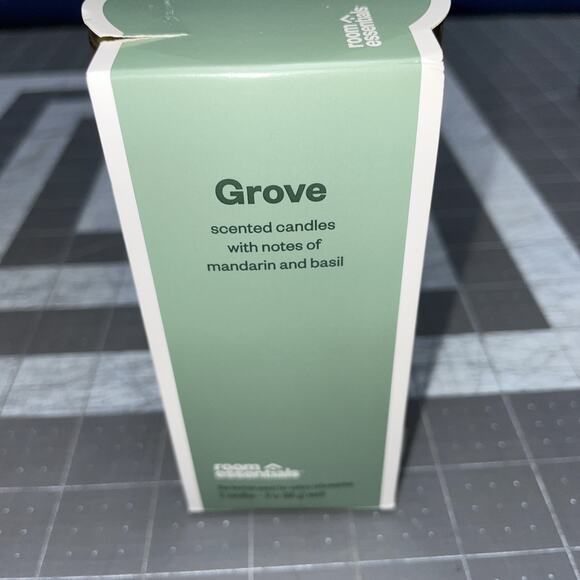 room
essentials
Grove
scented candles
with notes of
mandarin and basil
room
essentials